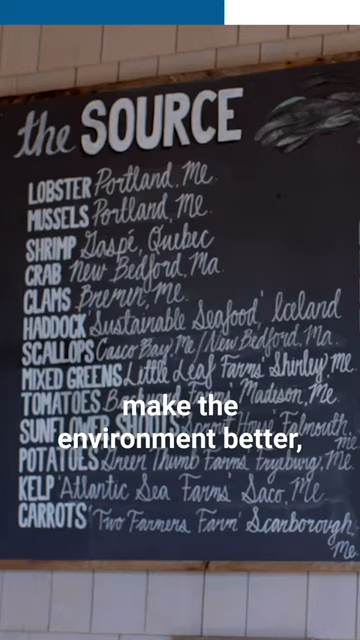 the SOURCE
LOBSTER Portland, Me.
MUSSELS Portland, Me.
SHRIMP Gaspé, Quebec
CRAB New Bedford, Ma.
CLAMS Bremen, Me.
HADDOCK 'Sustainable Seafood' Iceland
SCALLOPS Casco Bay, Me/New Bedford, Ma.
MIXED GREENS 'Little Leaf Farms' Shirley Me.
TOMATOES Farms' Madison, Me.
make the
Falmouth, Me
environment better,
POTATOES Green Thumb Farms Fryeburg, Me
KELP 'Atlantic Sea Farms' Saco, Me.
CARROTS 'Two Farmers Farm' Scarborough,
Me.